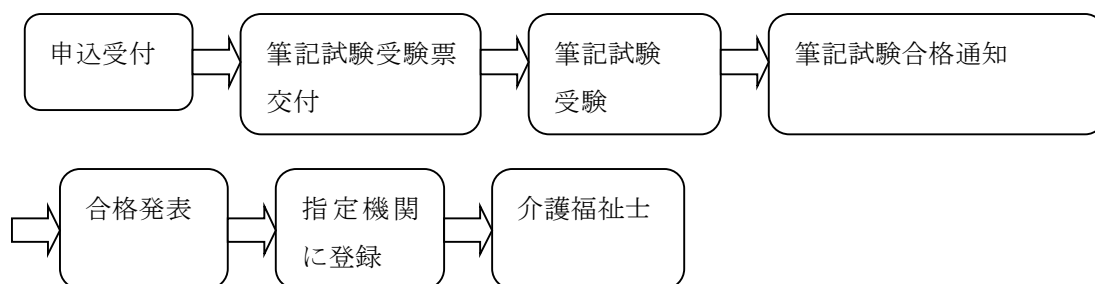 申込受付
筆記試験受験票
交付
筆記試験
受験
筆記試験合格通知
合格発表
指定機関
に登録
介護福祉士